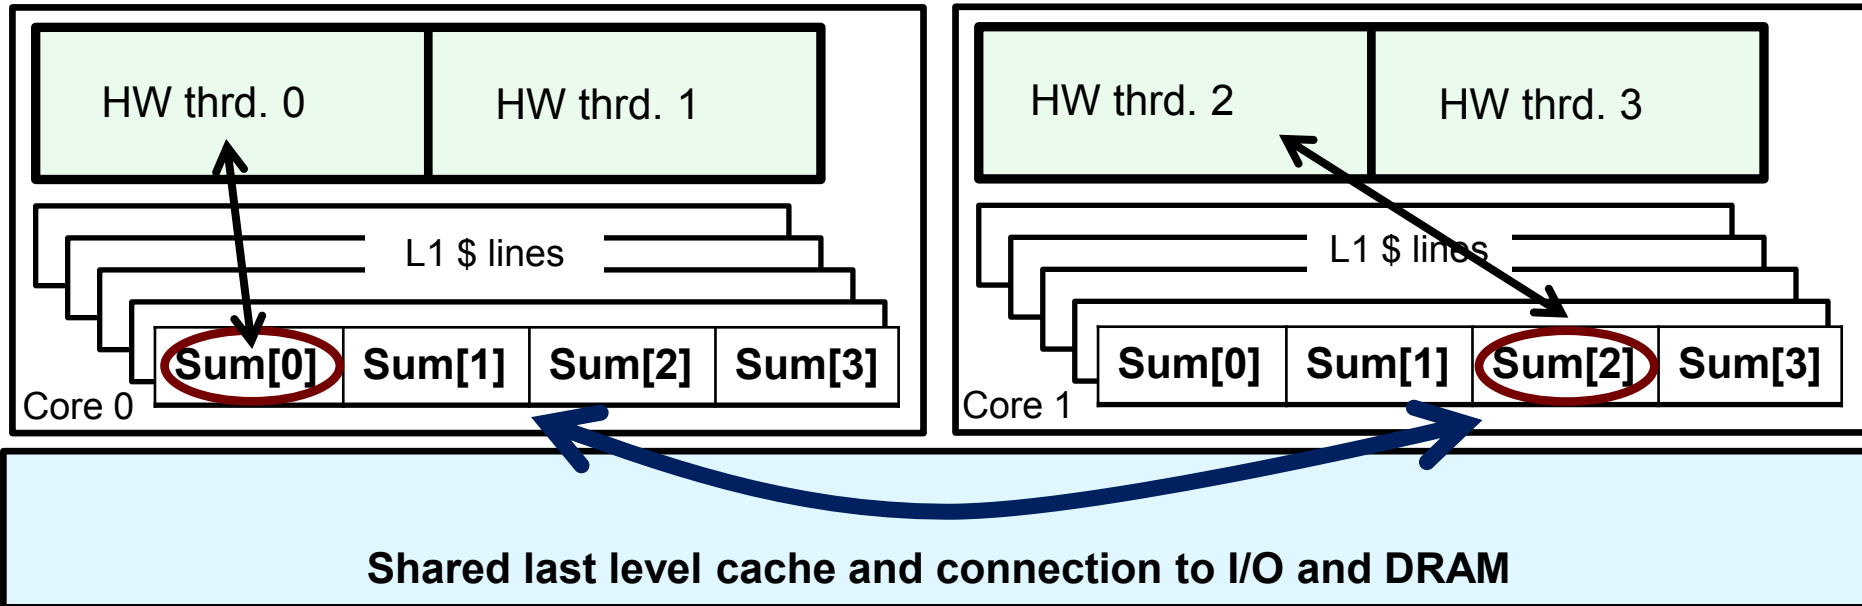 HW thrd. 0
HW thrd. 1
L1 $ lines
Sum[0] Sum[1] Sum[2] Sum[3]
Core 0
HW thrd. 2
HW thrd. 3
L1 $ lines
Sum[0] Sum[1] Sum[2] Sum[3]
Core 1
Shared last level cache and connection to I/O and DRAM